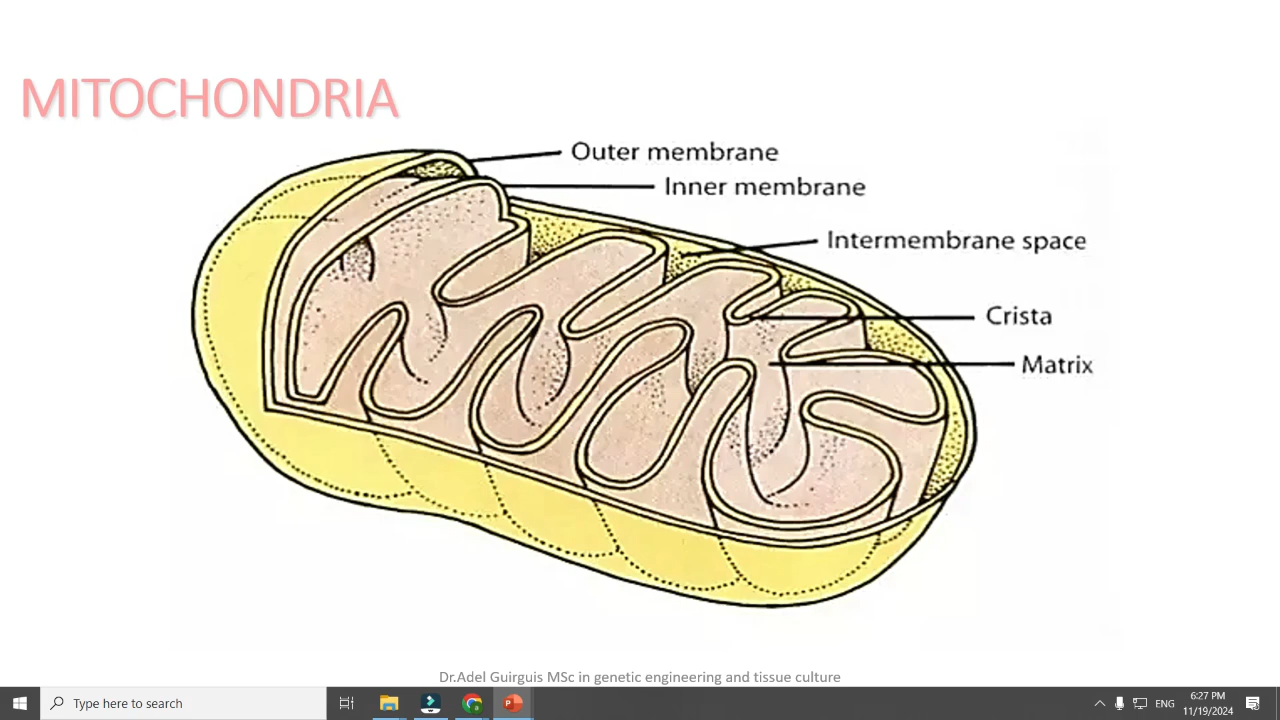 MITOCHONDRIA
Outer membrane
Inner membrane
Intermembrane space
Crista
Matrix
Dr.Adel Guirguis MSc in genetic engineering and tissue culture
Type here to search
ENG
6:27 PM
11/19/2024